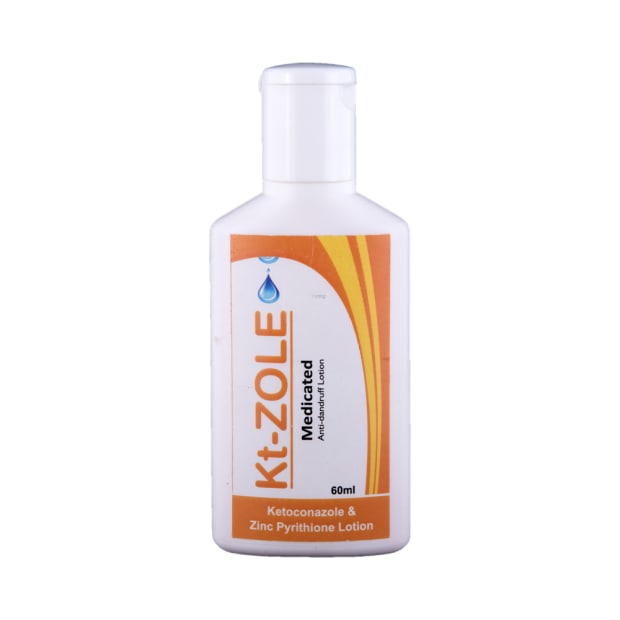 Kt-ZOLE
Medicated
Anti-dandruff Lotion
60ml
Ketoconazole &
Zinc Pyrithione Lotion